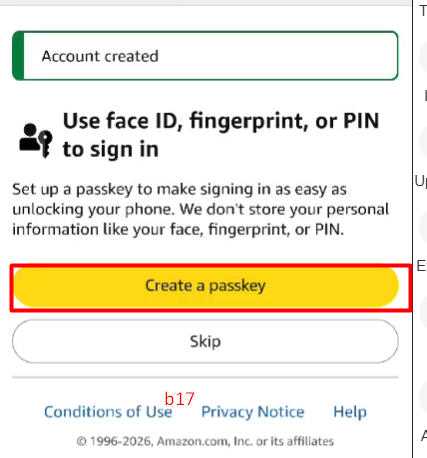 Account created
Use face ID, fingerprint, or PIN
to sign in
Set up a passkey to make signing in as easy as
unlocking your phone. We don't store your personal
information like your face, fingerprint, or PIN.
Create a passkey
Skip
b17
Conditions of Use Privacy Notice Help
© 1996-2026, Amazon.com, Inc. or its affiliates